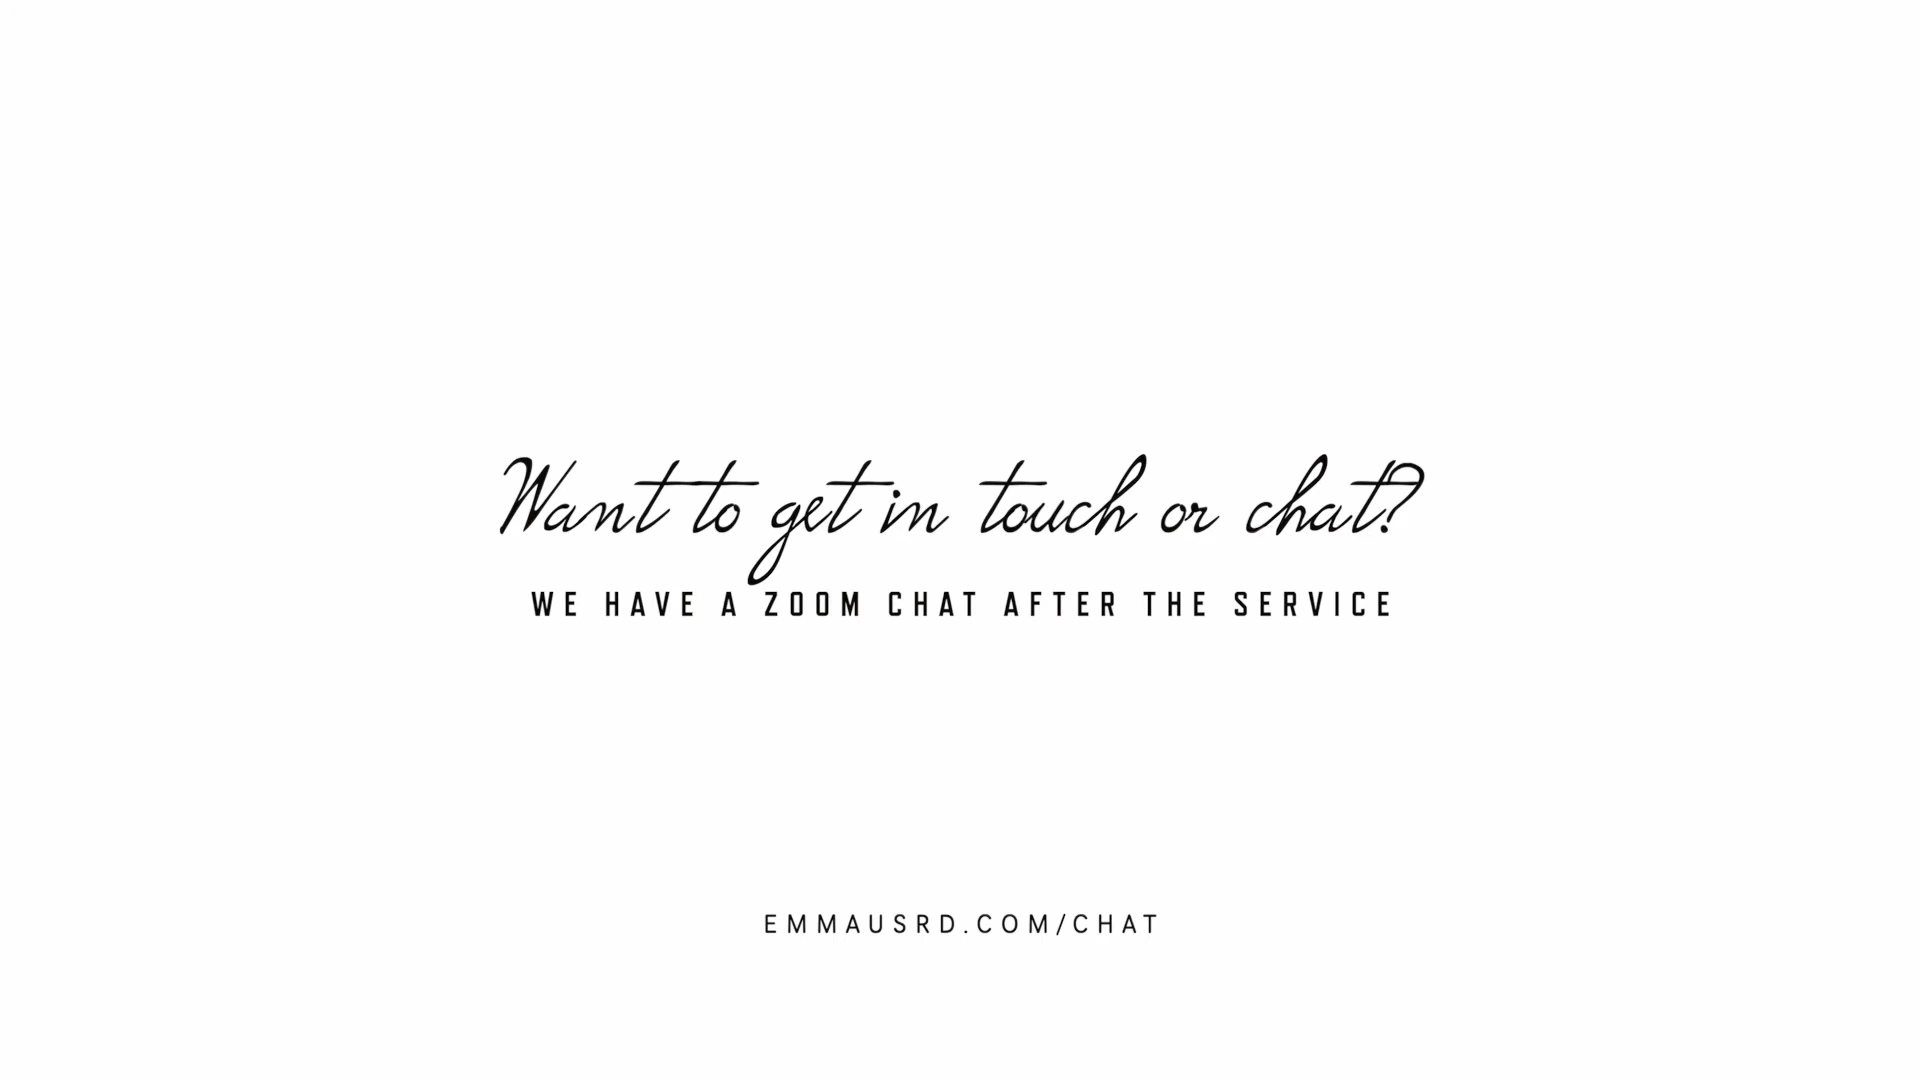 Want to get in touch or chat?
WE HAVE A ZOOM CHAT AFTER THE SERVICE
EMMAUSRD.COM/CHAT